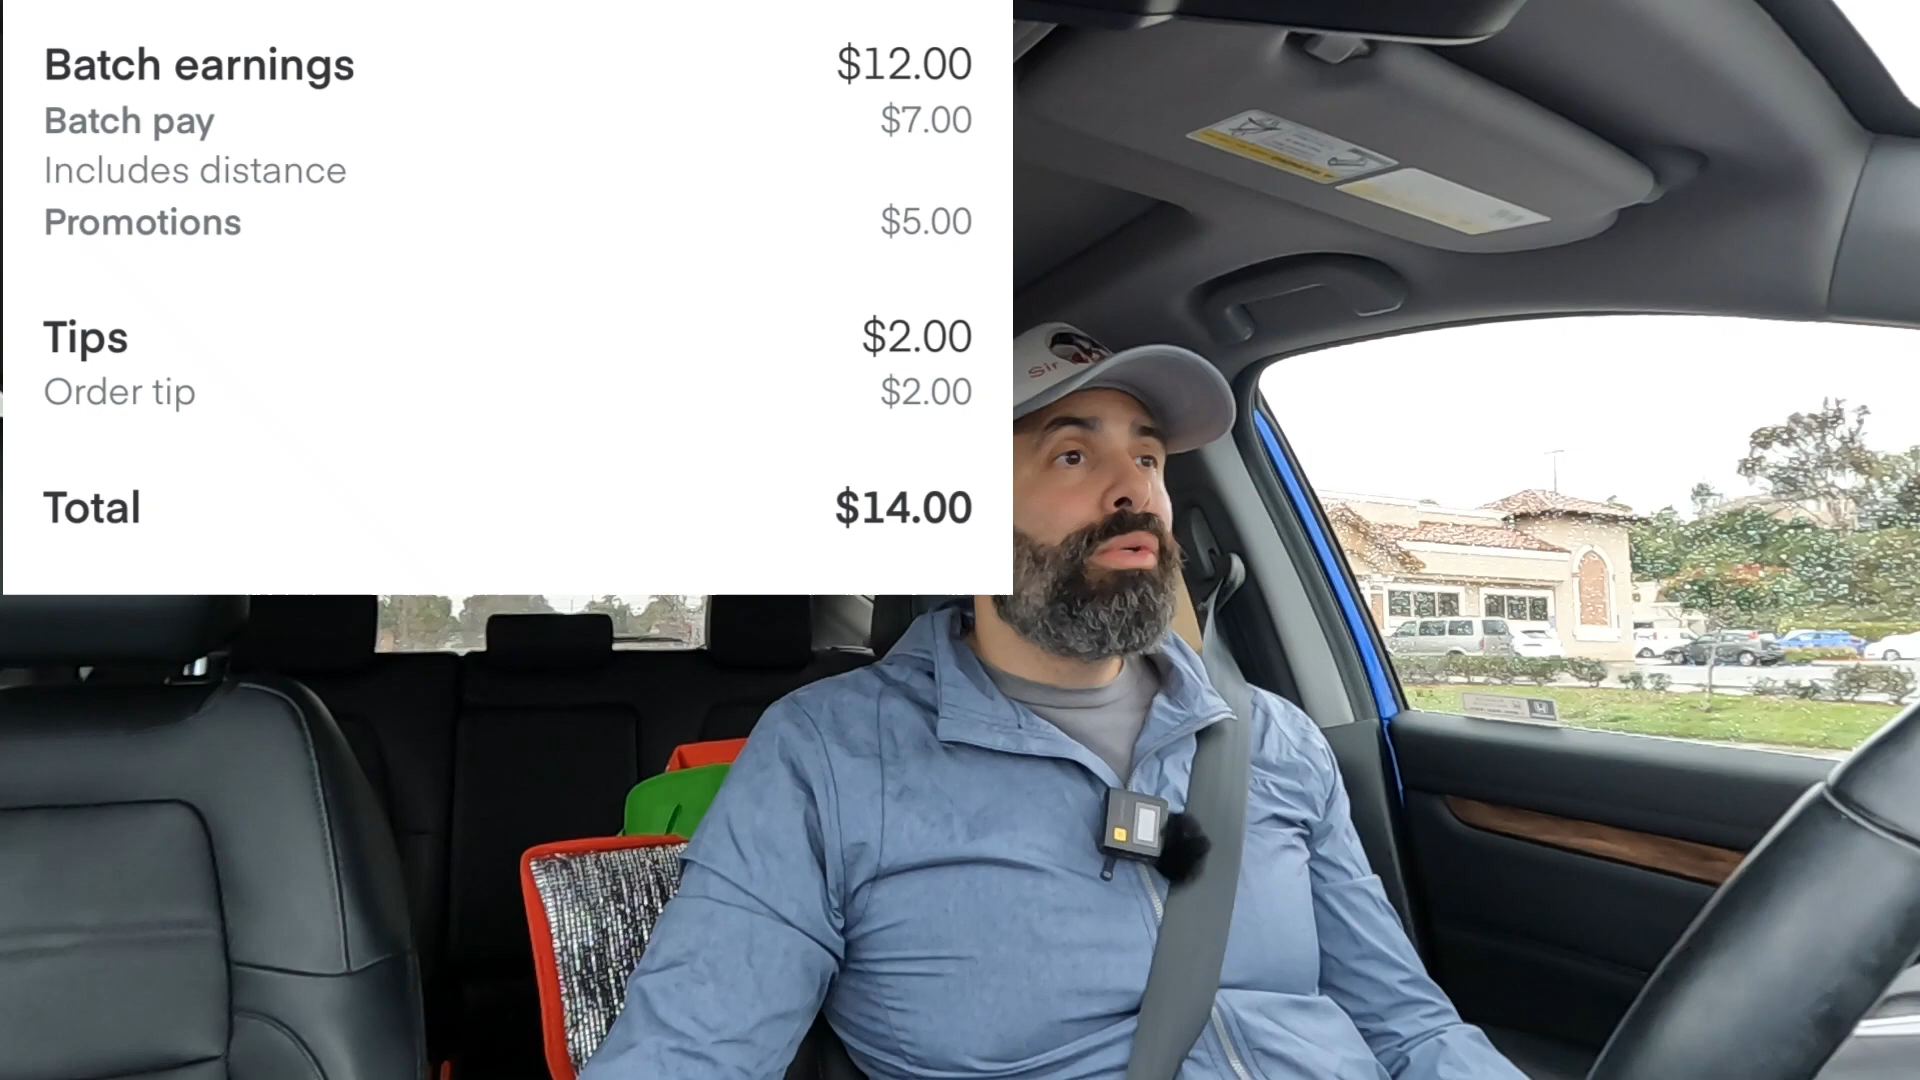 Batch earnings $12.00
Batch pay $7.00
Includes distance
Promotions $5.00
Tips $2.00
Order tip $2.00
Total $14.00
Sir